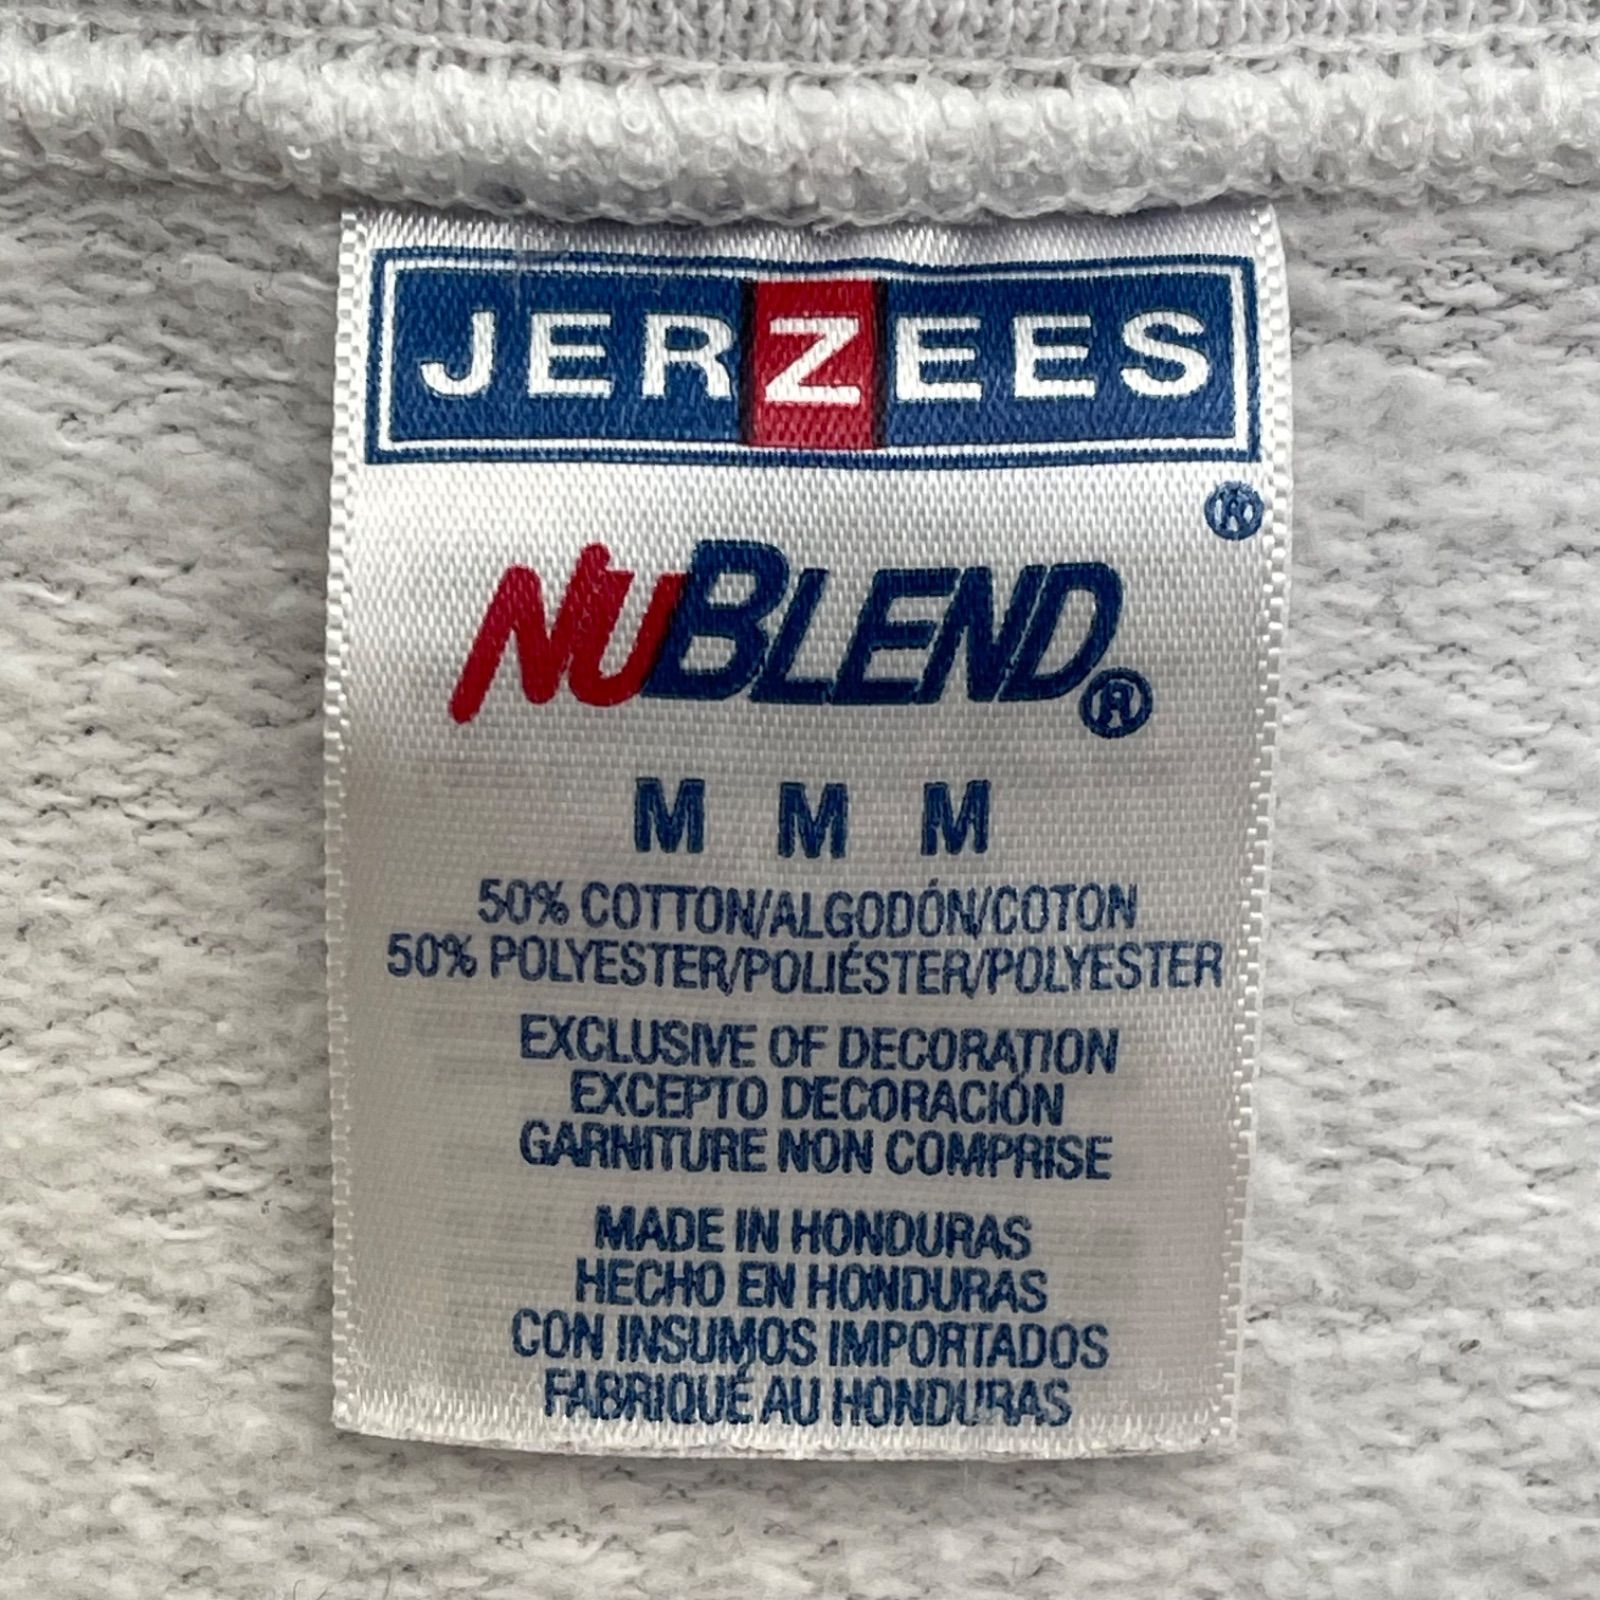 JERZEES
®
NUBLEND®
M M M
50% COTTON/ALGODÓN/COTON
50% POLYESTER/POLIÉSTER/POLYESTER
EXCLUSIVE OF DECORATION
EXCEPTO DECORACIÓN
GARNITURE NON COMPRISE
MADE IN HONDURAS
HECHO EN HONDURAS
CON INSUMOS IMPORTADOS
FABRIQUÉ AU HONDURAS